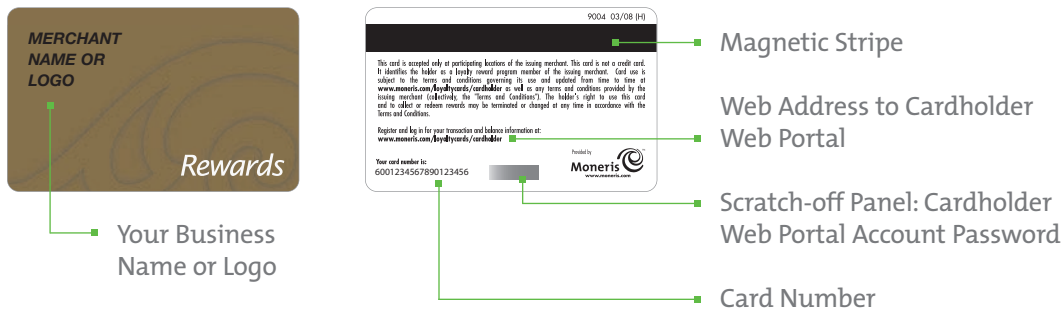 MERCHANT
NAME OR
LOGO
Rewards
Your Business
Name or Logo
9004 03/08 (H)
This card is accepted only at participating locations of the issuing merchant. This card is not a credit card.
It identifies the holder as a loyalty reward program member of the issuing merchant. Card use is
subject to the terms and conditions governing its use and updated from time to time at
www.moneris.com/loyaltycards/cardholder as well as any terms and conditions provided by the
issuing merchant (collectively, the "Terms and Conditions"). The holder's right to use this card
and to collect or redeem rewards may be terminated or changed at any time in accordance with the
Terms and Conditions.
Register and log in for your transaction and balance information at:
www.moneris.com/loyaltycards/cardholder
Your card number is:
6001234567890123456
Provided by
Moneris
www.moneris.com
Magnetic Stripe
Web Address to Cardholder
Web Portal
Scratch-off Panel: Cardholder
Web Portal Account Password
Card Number